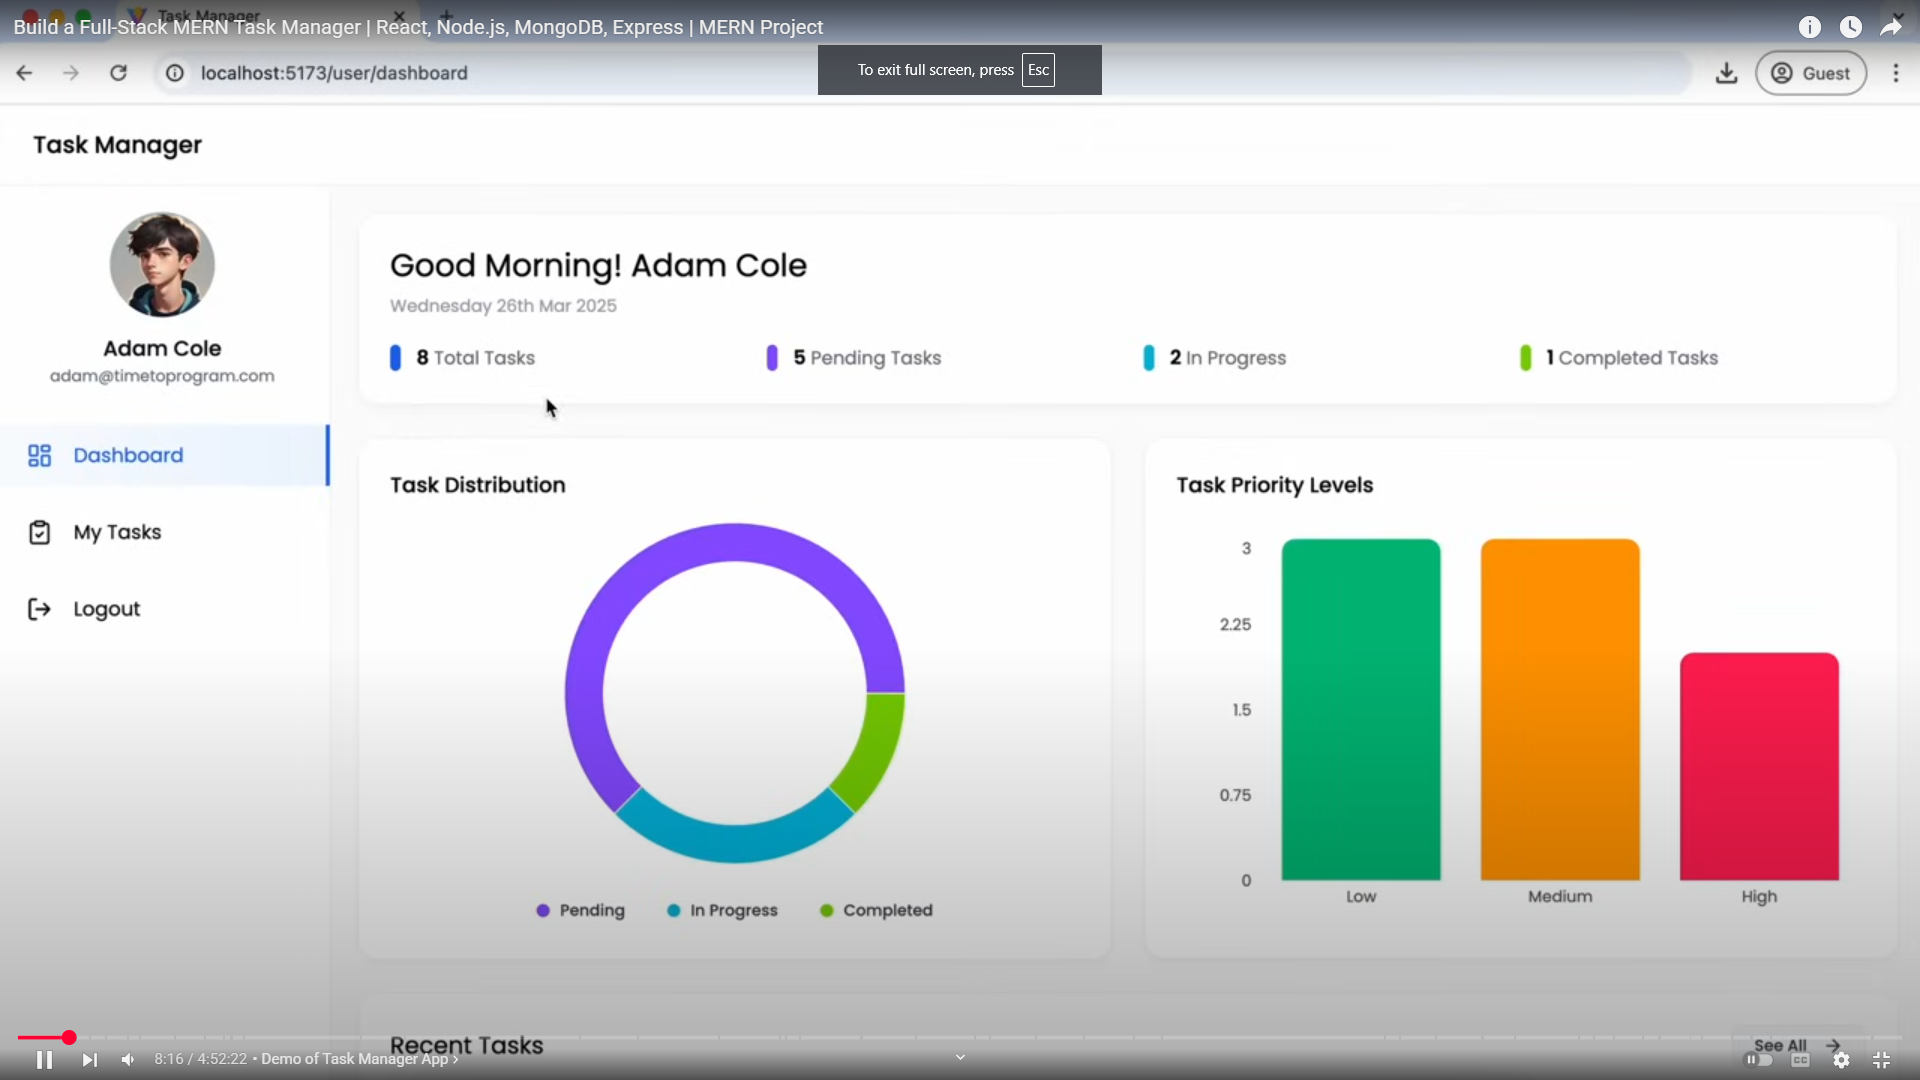 Task Manager
Build a Full-Stack MERN Task Manager | React, Node.js, MongoDB, Express | MERN Project
localhost:5173/user/dashboard
To exit full screen, press Esc
Guest
Task Manager
Adam Cole
adam@timetoprogram.com
Dashboard
My Tasks
Logout
Good Morning! Adam Cole
Wednesday 26th Mar 2025
8 Total Tasks
5 Pending Tasks
2 In Progress
1 Completed Tasks
Task Distribution
Pending
In Progress
Completed
Task Priority Levels
3
2.25
1.5
0.75
0
Low
Medium
High
Recent Tasks
See All
8:16 / 4:52:22 • Demo of Task Manager App ›
CC